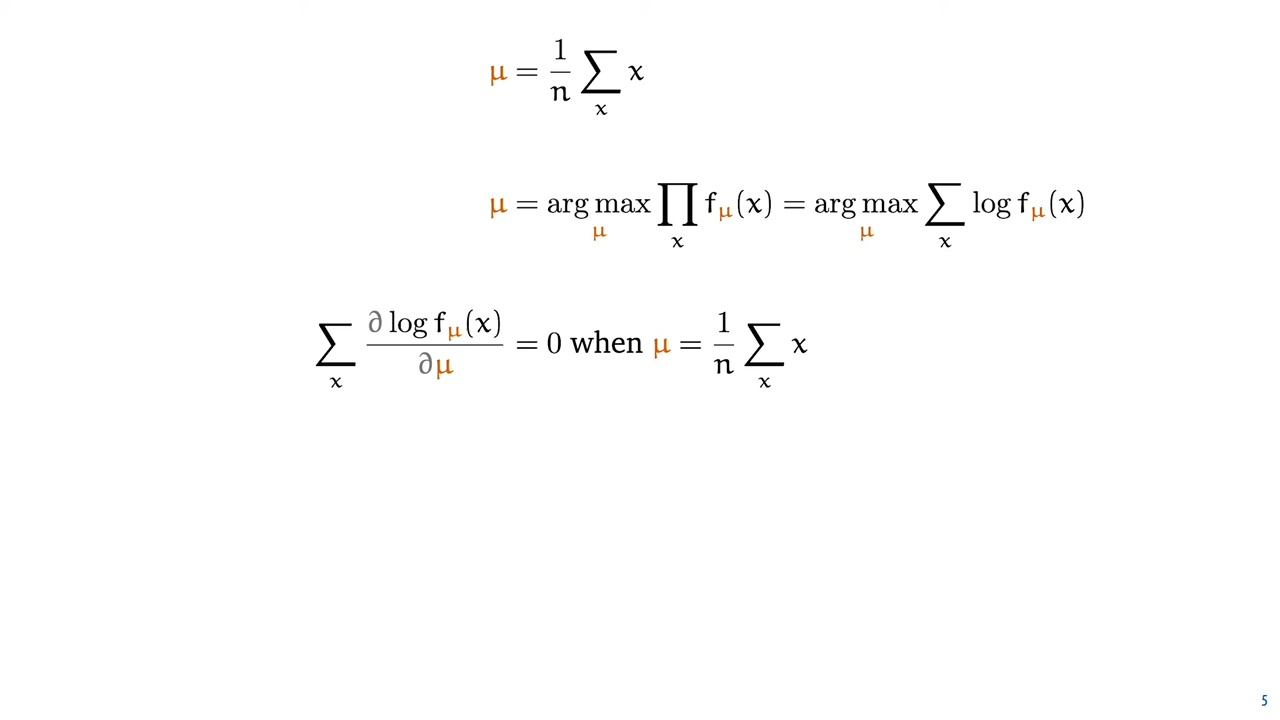 μ = 1/n ∑_x x
μ = arg max_μ ∏_x f_μ(x) = arg max_μ ∑_x log f_μ(x)
∑_x ∂ log f_μ(x) / ∂μ = 0 when μ = 1/n ∑_x x
5